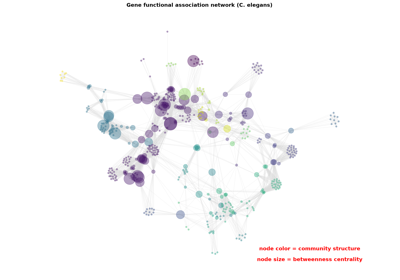 Gene functional association network (C. elegans)
node color = community structure
node size = betweenness centrality